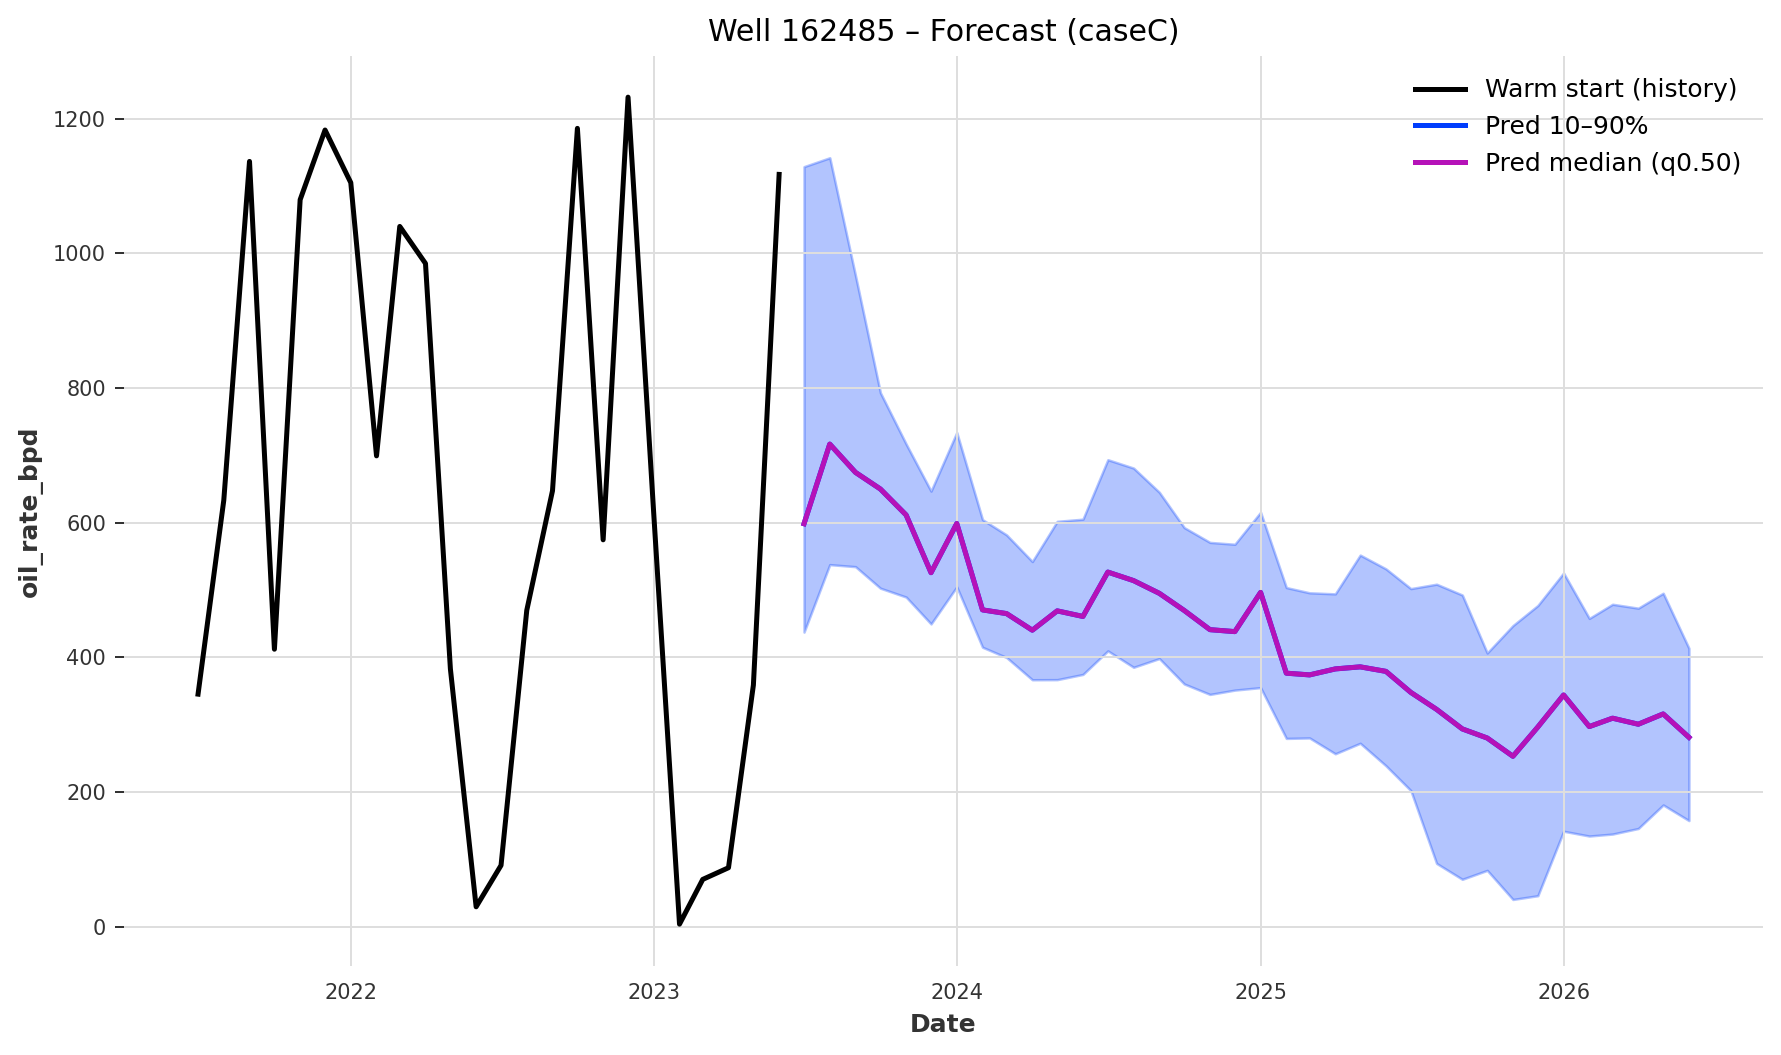 Well 162485 – Forecast (caseC)
Warm start (history)
Pred 10–90%
Pred median (q0.50)
oil_rate_bpd
1200
1000
800
600
400
200
0
2022 2023 2024 2025 2026
Date